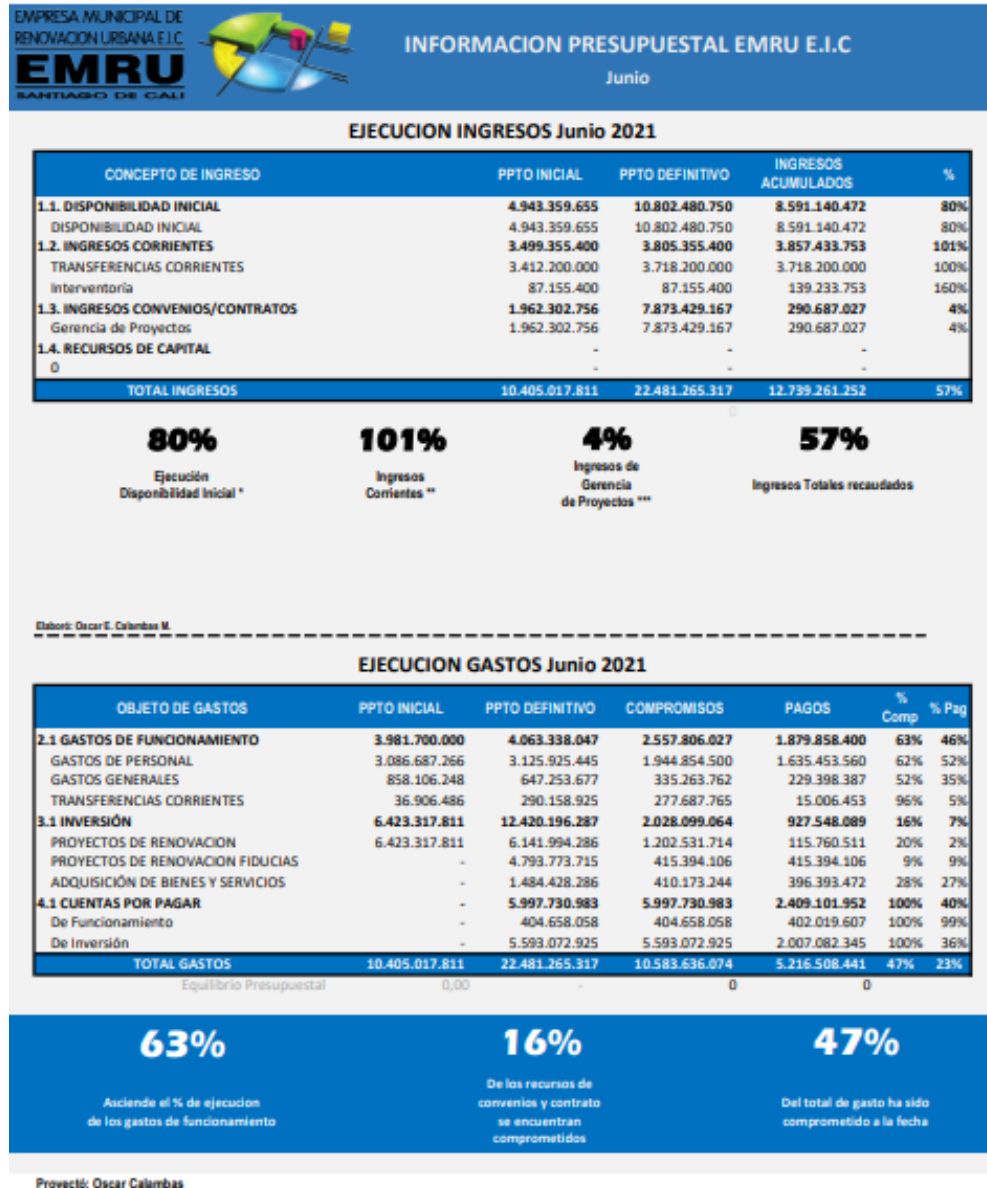 EMPRESA MUNICIPAL DE
RENOVACION URBANA E.I.C
EMRU
SANTIAGO DE CALI
INFORMACION PRESUPUESTAL EMRU E.I.C
Junio
EJECUCION INGRESOS Junio 2021
CONCEPTO DE INGRESO PPTO INICIAL PPTO DEFINITIVO INGRESOS ACUMULADOS %
1.1. DISPONIBILIDAD INICIAL 4.943.359.655 10.802.480.750 8.591.140.472 80%
DISPONIBILIDAD INICIAL 4.943.359.655 10.802.480.750 8.591.140.472 80%
1.2. INGRESOS CORRIENTES 3.499.355.400 3.805.355.400 3.857.433.753 101%
TRANSFERENCIAS CORRIENTES 3.412.200.000 3.718.200.000 3.718.200.000 100%
Interventoría 87.155.400 87.155.400 139.233.753 160%
1.3. INGRESOS CONVENIOS/CONTRATOS 1.962.302.756 7.873.429.167 290.687.027 4%
Gerencia de Proyectos 1.962.302.756 7.873.429.167 290.687.027 4%
1.4. RECURSOS DE CAPITAL - - -
0 - - -
TOTAL INGRESOS 10.405.017.811 22.481.265.317 12.739.261.252 57%
0
80% 101% 4% 57%
Ejecución
Disponibilidad Inicial *
Ingresos
Corrientes **
Ingresos de
Gerencia
de Proyectos ***
Ingresos Totales recaudados
Elaboró: Oscar E. Calambas M.
EJECUCION GASTOS Junio 2021
OBJETO DE GASTOS PPTO INICIAL PPTO DEFINITIVO COMPROMISOS PAGOS % Comp % Pag
2.1 GASTOS DE FUNCIONAMIENTO 3.981.700.000 4.063.338.047 2.557.806.027 1.879.858.400 63% 46%
GASTOS DE PERSONAL 3.086.687.266 3.125.925.445 1.944.854.500 1.635.453.560 62% 52%
GASTOS GENERALES 858.106.248 647.253.677 335.263.762 229.398.387 52% 35%
TRANSFERENCIAS CORRIENTES 36.906.486 290.158.925 277.687.765 15.006.453 96% 5%
3.1 INVERSIÓN 6.423.317.811 12.420.196.287 2.028.099.064 927.548.089 16% 7%
PROYECTOS DE RENOVACION 6.423.317.811 6.141.994.286 1.202.531.714 115.760.511 20% 2%
PROYECTOS DE RENOVACION FIDUCIAS - 4.793.773.715 415.394.106 415.394.106 9% 9%
ADQUISICIÓN DE BIENES Y SERVICIOS - 1.484.428.286 410.173.244 396.393.472 28% 27%
4.1 CUENTAS POR PAGAR - 5.997.730.983 5.997.730.983 2.409.101.952 100% 40%
De Funcionamiento - 404.658.058 404.658.058 402.019.607 100% 99%
De Inversión - 5.593.072.925 5.593.072.925 2.007.082.345 100% 36%
TOTAL GASTOS 10.405.017.811 22.481.265.317 10.583.636.074 5.216.508.441 47% 23%
Equilibrio Presupuestal 0,00 - 0 0
63% 16% 47%
Asciende el % de ejecucion
de los gastos de funcionamiento
De los recursos de
convenios y contrato
se encuentran
comprometidos
Del total de gasto ha sido
comprometido a la fecha
Proyectó: Oscar Calambas